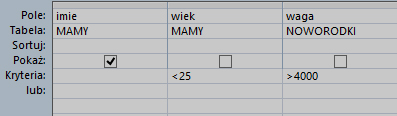 Pole: imie wiek waga
Tabela: MAMY MAMY NOWORODKI
Sortuj:
Pokaż:
Kryteria: <25 >4000
lub: